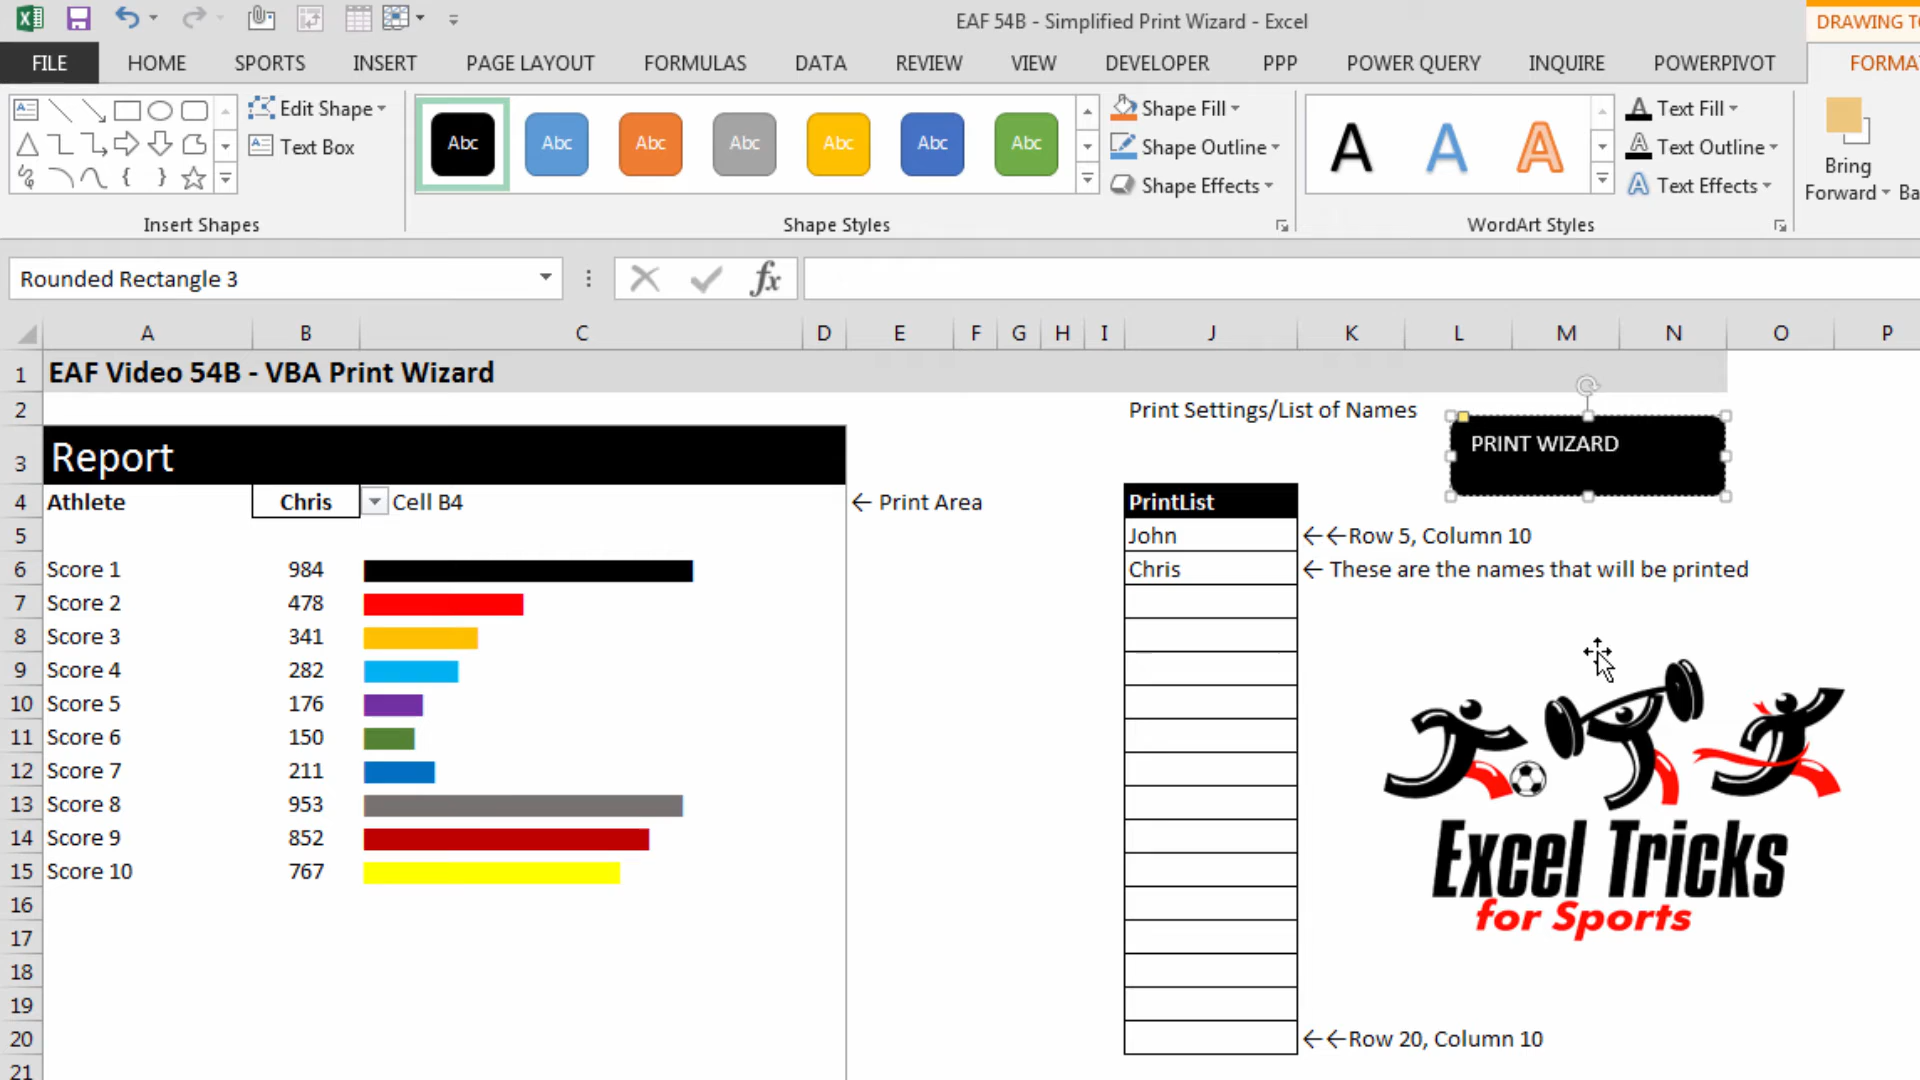 EAF 54B - Simplified Print Wizard - Excel
DRAWING TO
FILE HOME SPORTS INSERT PAGE LAYOUT FORMULAS DATA REVIEW VIEW DEVELOPER PPP POWER QUERY INQUIRE POWERPIVOT FORMA
Edit Shape
Text Box
Insert Shapes
Abc Abc Abc Abc Abc Abc Abc
Shape Styles
Shape Fill
Shape Outline
Shape Effects
A A A
WordArt Styles
Text Fill
Text Outline
Text Effects
Bring
Forward Ba
Rounded Rectangle 3
fx
A B C D E F G H I J K L M N O P
1 EAF Video 54B - VBA Print Wizard
2 Print Settings/List of Names
PRINT WIZARD
3 Report
4 Athlete Chris Cell B4 ← Print Area PrintList
5 John ←←Row 5, Column 10
6 Score 1 984 Chris ← These are the names that will be printed
7 Score 2 478
8 Score 3 341
9 Score 4 282
10 Score 5 176
11 Score 6 150
12 Score 7 211
13 Score 8 953
14 Score 9 852
15 Score 10 767
16
17
18
19
20 ←←Row 20, Column 10
21
Excel Tricks
for Sports